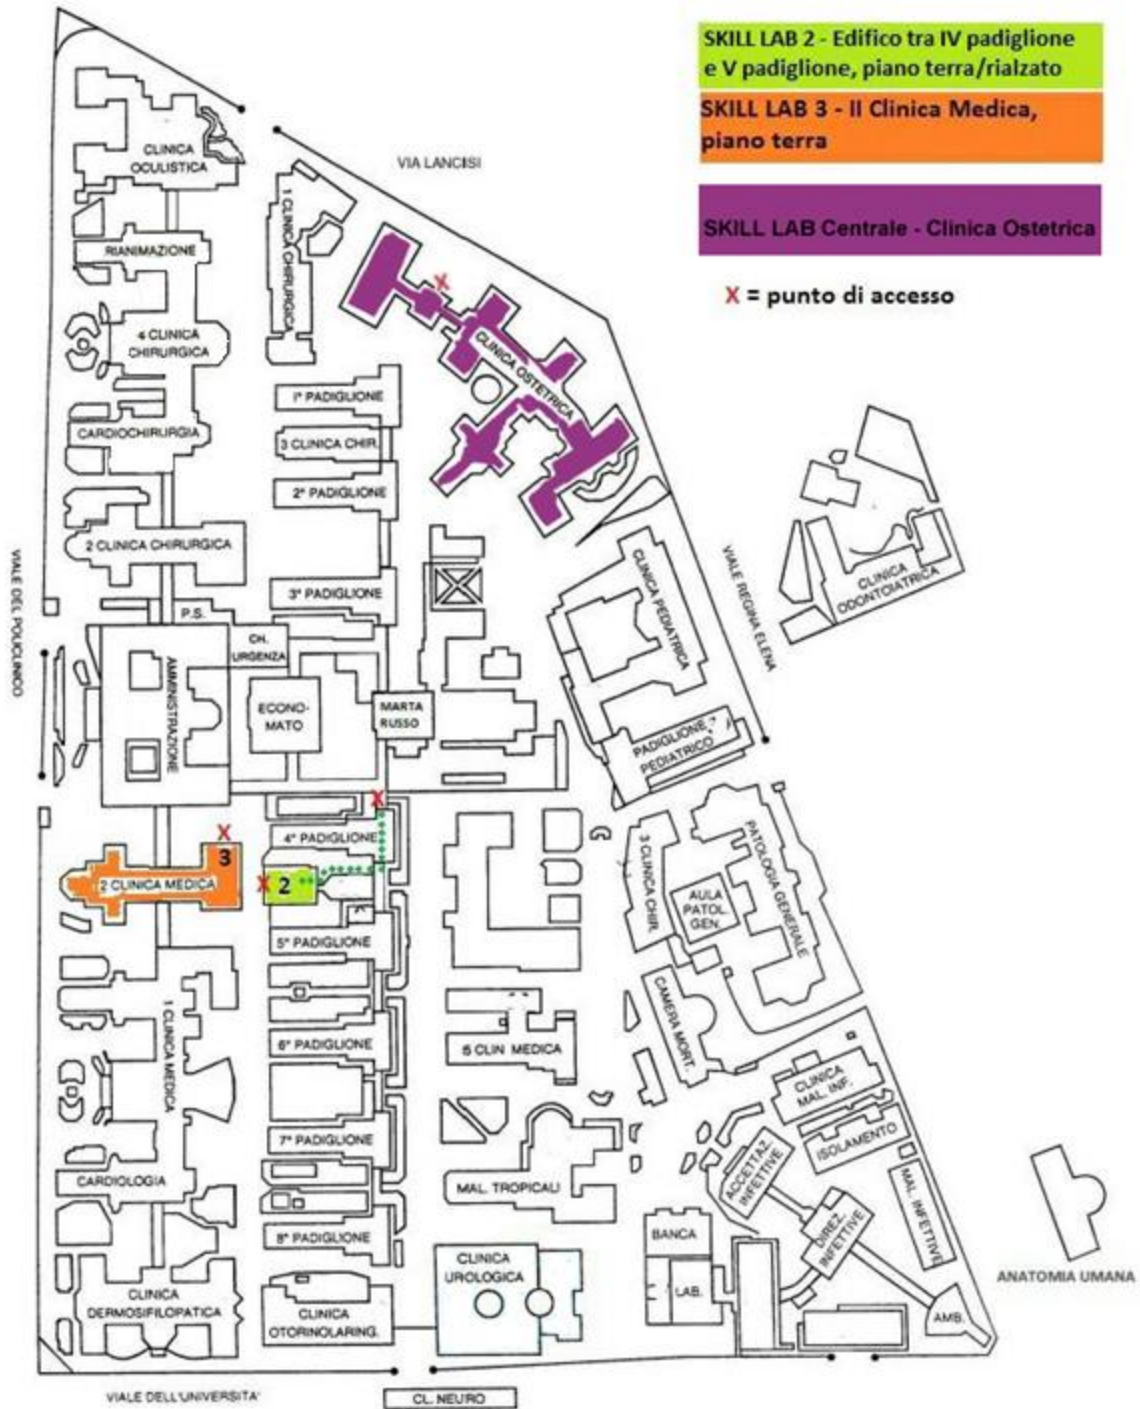 SKILL LAB 2 - Edifico tra IV padiglione
e V padiglione, piano terra/rialzato
SKILL LAB 3 - II Clinica Medica,
piano terra
SKILL LAB Centrale - Clinica Ostetrica
X = punto di accesso
VIA LANCISI
CLINICA
OCULISTICA
1 CLINICA CHIRURGICA
RIANIMAZIONE
X
4 CLINICA
CHIRURGICA
CLINICA OSTETRICA
1° PADIGLIONE
CARDIOCHIRURGIA
3 CLINICA CHIR.
2° PADIGLIONE
2 CLINICA CHIRURGICA
VIALE DEL POLICLINICO
3° PADIGLIONE
P.S.
CH.
URGENZA
CLINICA PEDIATRICA
VIALE REGINA ELENA
CLINICA
ODONTOIATRICA
AMMINISTRAZIONE
ECONO-
MATO
MARTA
RUSSO
PADIGLIONE
PEDIATRICO
X
X
3
4° PADIGLIONE
2 CLINICA MEDICA
X
2
3 CLINICA CHIR.
AULA
PATOL.
GEN.
PATOLOGIA GENERALE
5° PADIGLIONE
1 CLINICA MEDICA
6° PADIGLIONE
5 CLIN MEDICA
CAMERA MORT.
CLINICA
MAL. INF.
ISOLAMENTO
7° PADIGLIONE
CARDIOLOGIA
MAL. TROPICALI
ACCETTAZ.
INFETTIVE
DIREZ.
INFETTIVE
MAL. INFETTIVE
8° PADIGLIONE
BANCA
LAB.
CLINICA
UROLOGICA
ANATOMIA UMANA
CLINICA
DERMOSIFILOPATICA
CLINICA
OTORINOLARING.
AMB.
VIALE DELL'UNIVERSITA'
CL. NEURO